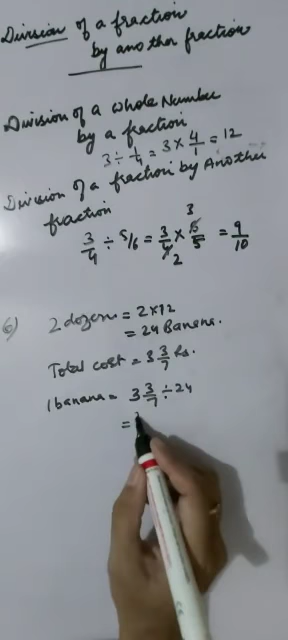 Division of a fraction
by another fraction
Division of a Whole Number
by a fraction
3 ÷ 1/4 = 3 × 4/1 = 12
Division of a fraction by Another
fraction
3/4 ÷ 5/6 = 3/4 × 6/5 = 9/10
3
2
6) 2 dozen = 2×12
= 24 Banana.
Total cost = 3 3/7 Rs.
1 banana = 3 3/7 ÷ 24
=